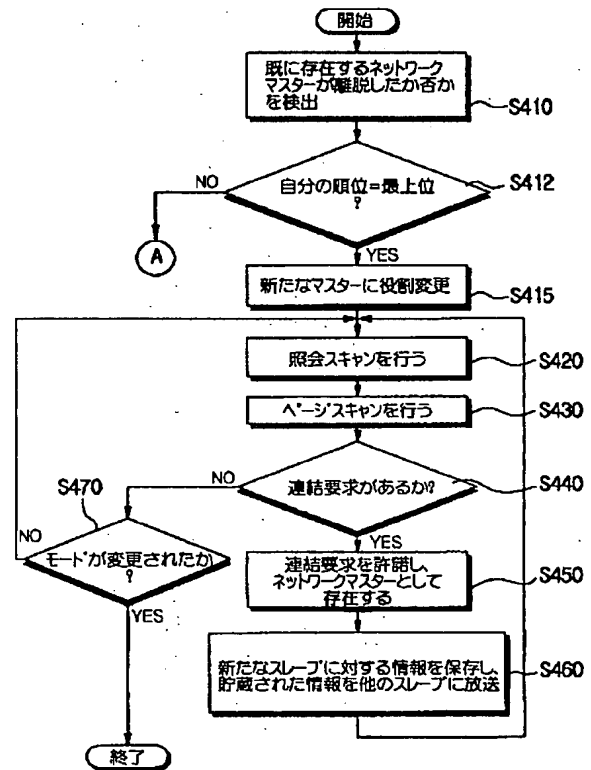 開始
既に存在するネットワーク
マスターが離脱したか否か
を検出
S410
自分の順位=最上位
?
S412
NO
A
YES
新たなマスターに役割変更
S415
照会スキャンを行う
S420
ページスキャンを行う
S430
連結要求があるか?
S440
NO
S470
モードが変更されたか
?
NO
YES
YES
連結要求を許諾し、
ネットワークマスターとして
存在する
S450
新たなスレーブに対する情報を保存し、
貯蔵された情報を他のスレーブに放送
S460
終了